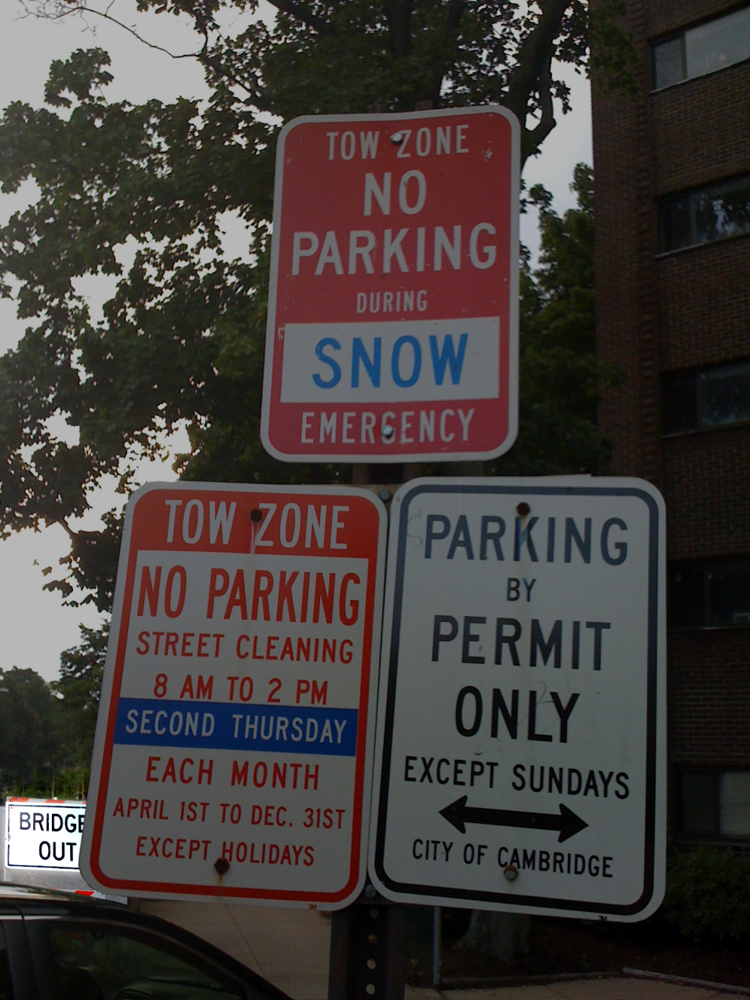 TOW ZONE
NO
PARKING
DURING
SNOW
EMERGENCY
TOW ZONE
NO PARKING
STREET CLEANING
8 AM TO 2 PM
SECOND THURSDAY
EACH MONTH
APRIL 1ST TO DEC. 31ST
EXCEPT HOLIDAYS
PARKING
BY
PERMIT
ONLY
EXCEPT SUNDAYS
CITY OF CAMBRIDGE
BRIDGE
OUT